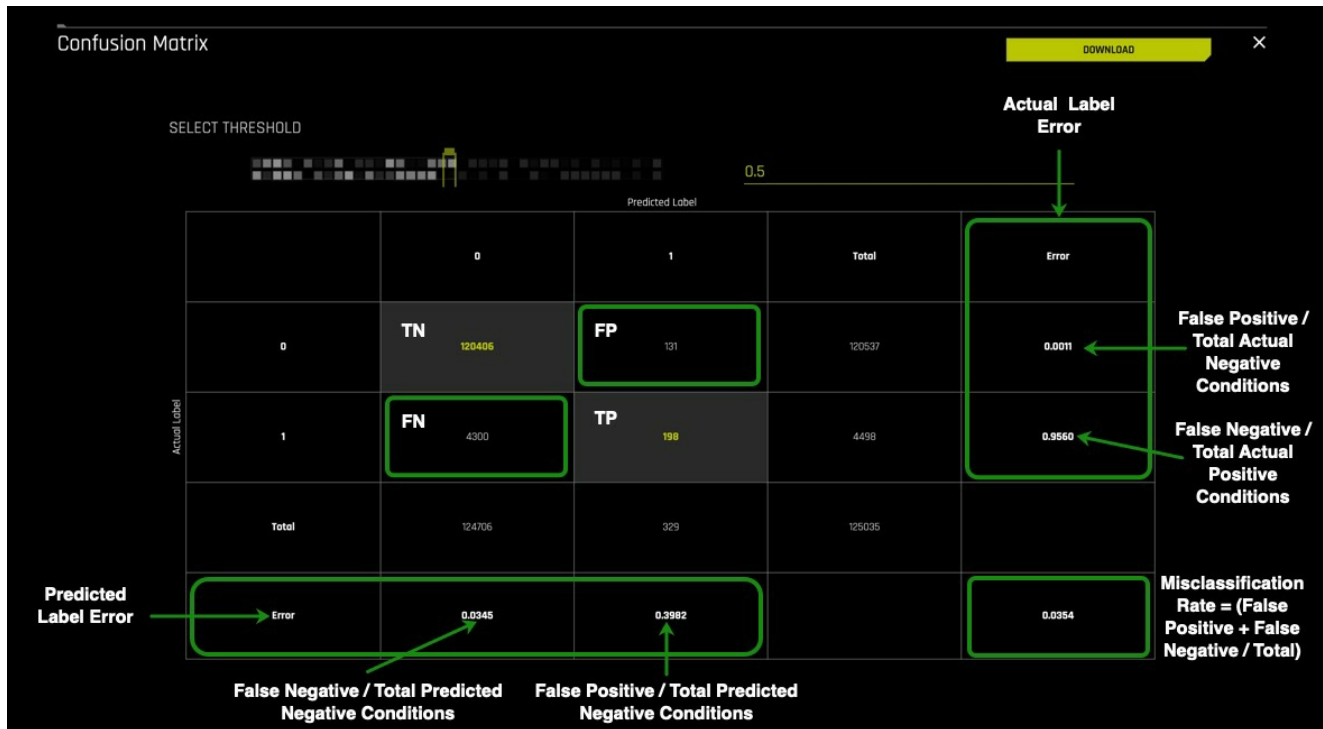 Confusion Matrix
DOWNLOAD
×
Actual Label
Error
SELECT THRESHOLD
0.5
Predicted Label
0
1
Total
Error
Actual Label
0
TN
120406
FP
131
120537
0.0011
False Positive /
Total Actual
Negative
Conditions
1
FN
4300
TP
198
4498
0.9560
False Negative /
Total Actual
Positive
Conditions
Total
124706
329
125035
Predicted
Label Error
Error
0.0345
0.3982
0.0354
Misclassification
Rate = (False
Positive + False
Negative / Total)
False Negative / Total Predicted
Negative Conditions
False Positive / Total Predicted
Negative Conditions